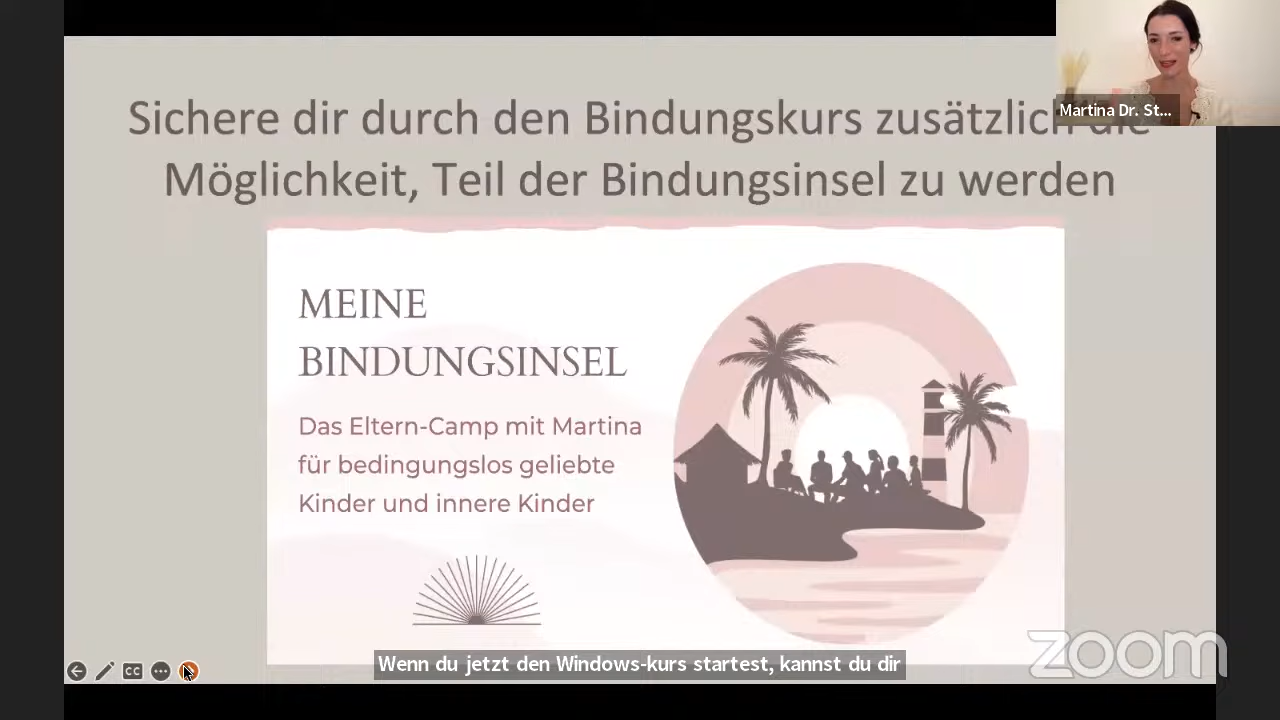 Sichere dir durch den Bindungskurs zusätzlich die
Möglichkeit, Teil der Bindungsinsel zu werden
Martina Dr. St...
MEINE
BINDUNGSINSEL
Das Eltern-Camp mit Martina
für bedingungslos geliebte
Kinder und innere Kinder
zoom
CC
Wenn du jetzt den Windows-kurs startest, kannst du dir